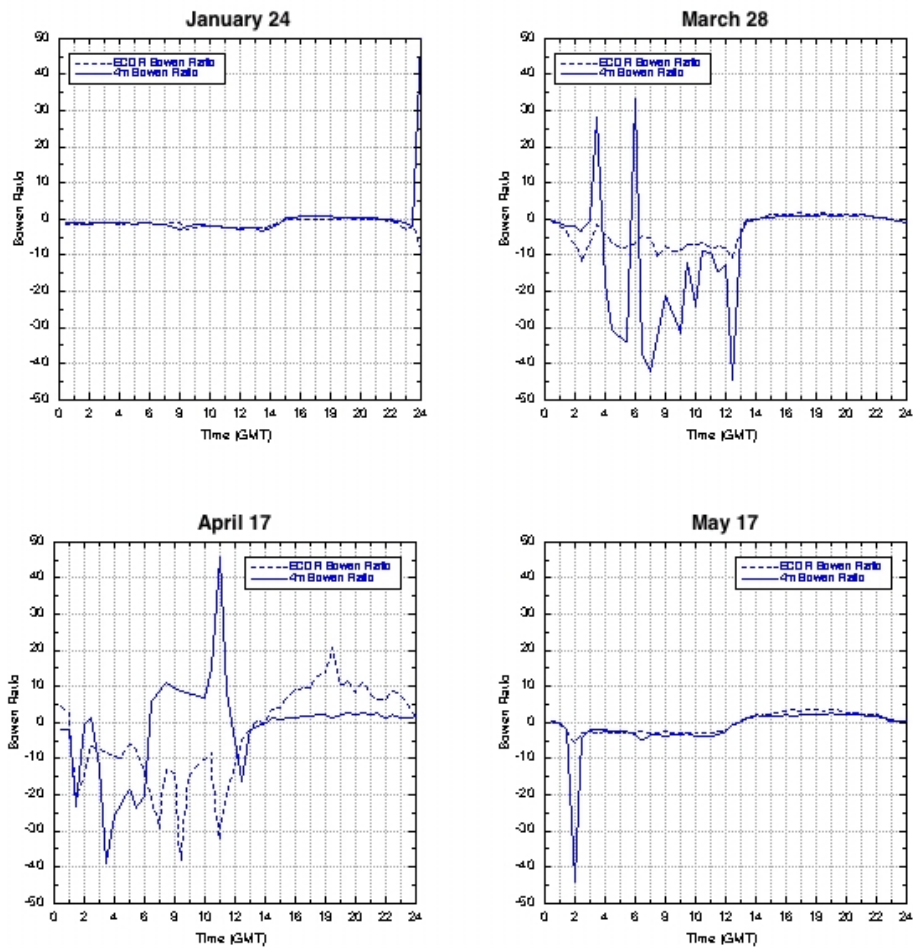 January 24
50
40
30
20
10
0
-10
-20
-30
-40
-50
Bowen Ratio
ECOR Bowen Ratio
4m Bowen Ratio
0 2 4 6 8 10 12 14 16 18 20 22 24
Time (GMT)
March 28
50
40
30
20
10
0
-10
-20
-30
-40
-50
Bowen Ratio
ECOR Bowen Ratio
4m Bowen Ratio
0 2 4 6 8 10 12 14 16 18 20 22 24
Time (GMT)
April 17
50
40
30
20
10
0
-10
-20
-30
-40
-50
Bowen Ratio
ECOR Bowen Ratio
4m Bowen Ratio
0 2 4 6 8 10 12 14 16 18 20 22 24
Time (GMT)
May 17
50
40
30
20
10
0
-10
-20
-30
-40
-50
Bowen Ratio
ECOR Bowen Ratio
4m Bowen Ratio
0 2 4 6 8 10 12 14 16 18 20 22 24
Time (GMT)